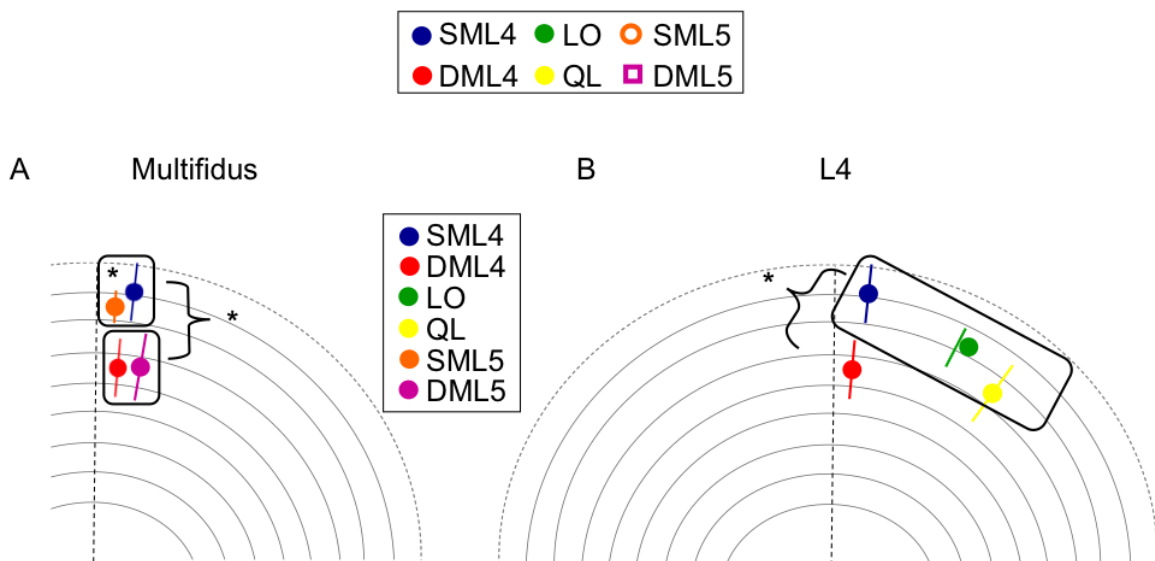 SML4 LO SML5
DML4 QL DML5
A Multifidus B L4
SML4
DML4
LO
QL
SML5
DML5
*
*
*